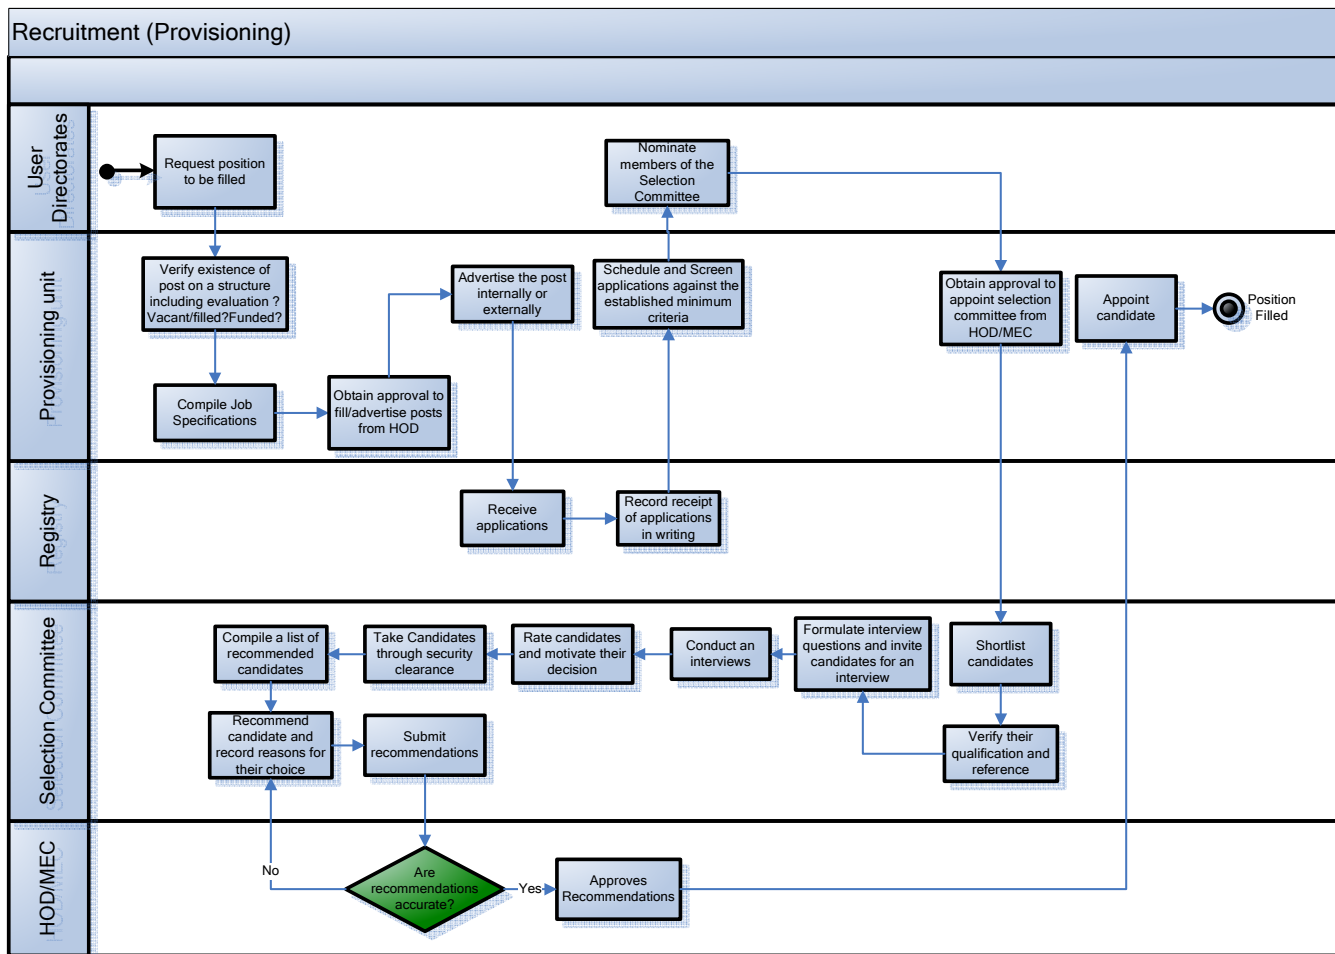 Recruitment (Provisioning)
User
Directorates
Request position
to be filled
Nominate
members of the
Selection
Committee
Provisioning unit
Verify existence of
post on a structure
including evaluation ?
Vacant/filled?Funded?
Advertise the post
internally or
externally
Schedule and Screen
applications against the
established minimum
criteria
Obtain approval to
appoint selection
committee from
HOD/MEC
Appoint
candidate
Position
Filled
Compile Job
Specifications
Obtain approval to
fill/advertise posts
from HOD
Registry
Receive
applications
Record receipt
of applications
in writing
Selection Committee
Compile a list of
recommended
candidates
Take Candidates
through security
clearance
Rate candidates
and motivate their
decision
Conduct an
interviews
Formulate interview
questions and invite
candidates for an
interview
Shortlist
candidates
Recommend
candidate and
record reasons for
their choice
Submit
recommendations
Verify their
qualification and
reference
HOD/MEC
No
Are
recommendations
accurate?
Yes
Approves
Recommendations